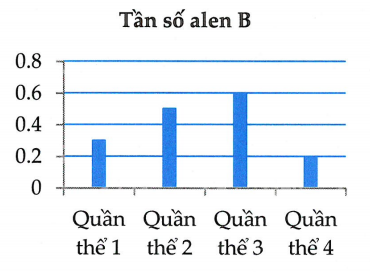 Tần số alen B
0.8
0.6
0.4
0.2
0
Quần thể 1
Quần thể 2
Quần thể 3
Quần thể 4